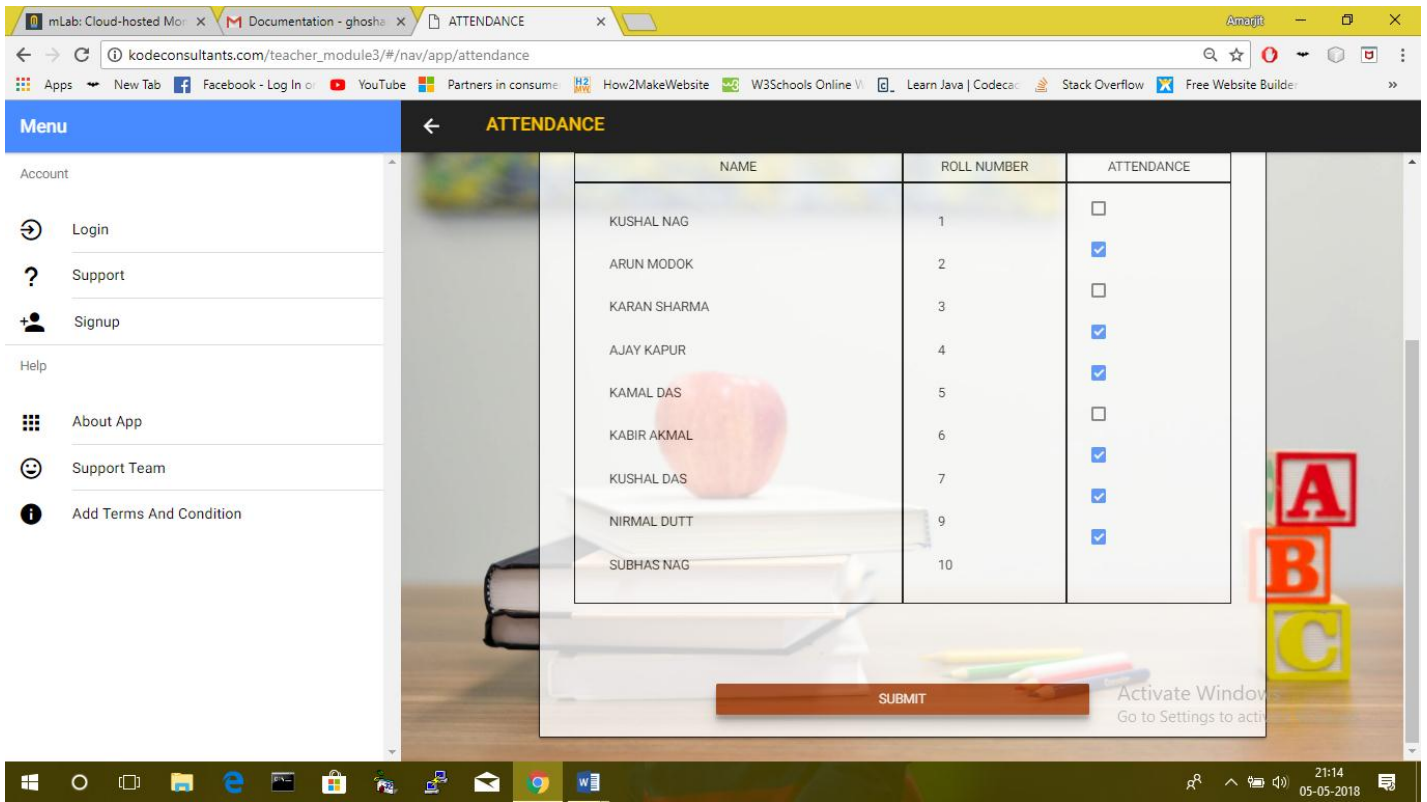 mLab: Cloud-hosted Mon
Documentation - ghosha
ATTENDANCE
Amarjit
kodeconsultants.com/teacher_module3/#/nav/app/attendance
Apps New Tab Facebook - Log In or YouTube Partners in consume How2MakeWebsite W3Schools Online Learn Java | Codecac Stack Overflow Free Website Builder »
Menu
ATTENDANCE
Account
Login
Support
Signup
Help
About App
Support Team
Add Terms And Condition
NAME ROLL NUMBER ATTENDANCE
KUSHAL NAG 1
ARUN MODOK 2
KARAN SHARMA 3
AJAY KAPUR 4
KAMAL DAS 5
KABIR AKMAL 6
KUSHAL DAS 7
NIRMAL DUTT 9
SUBHAS NAG 10
SUBMIT
A
B
C
Activate Windows
Go to Settings to acti
21:14
05-05-2018